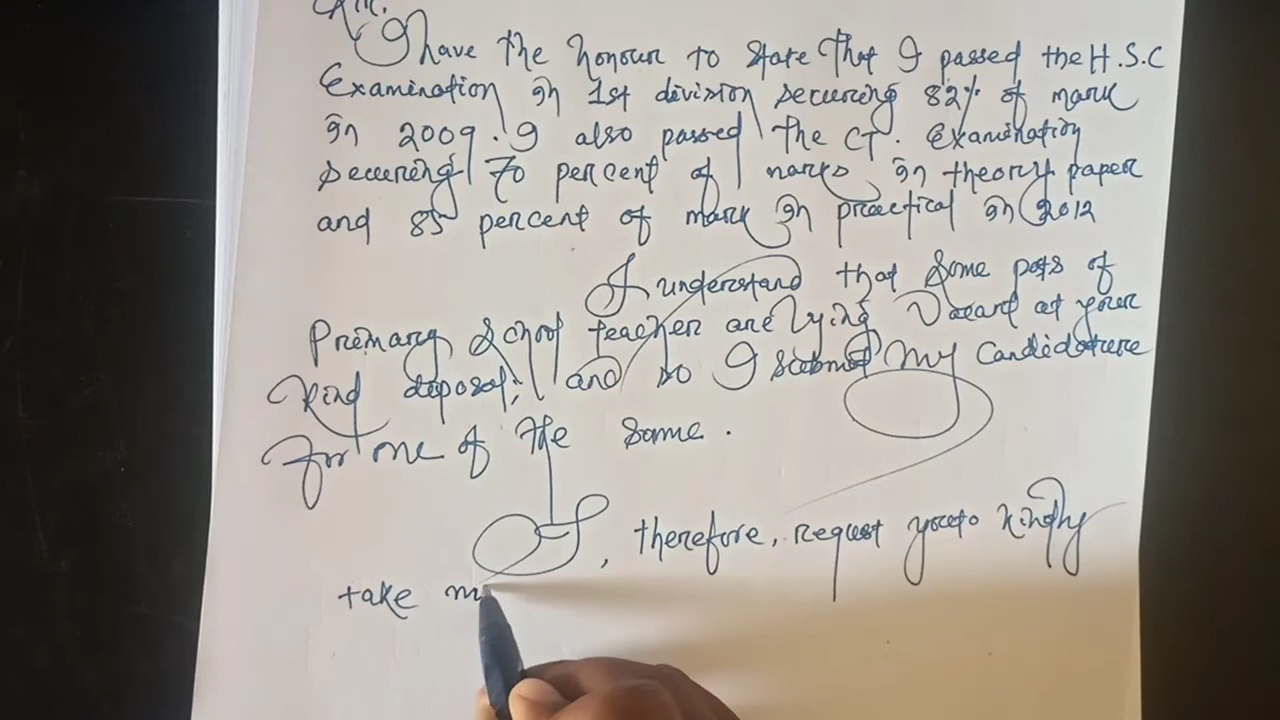 Sir,
I have the honour to state that I passed the H.S.C
Examination in 1st division securing 82% of mark
in 2009. I also passed the CT. Examination
securing 70 percent of marks in theory paper
and 85 percent of mark in practical in 2012
I understand that some posts of
Primary School teacher are lying Vacant at your
kind deposal; and so I submit my candidature
for one of the same.
I, therefore, request you to kindly
take m